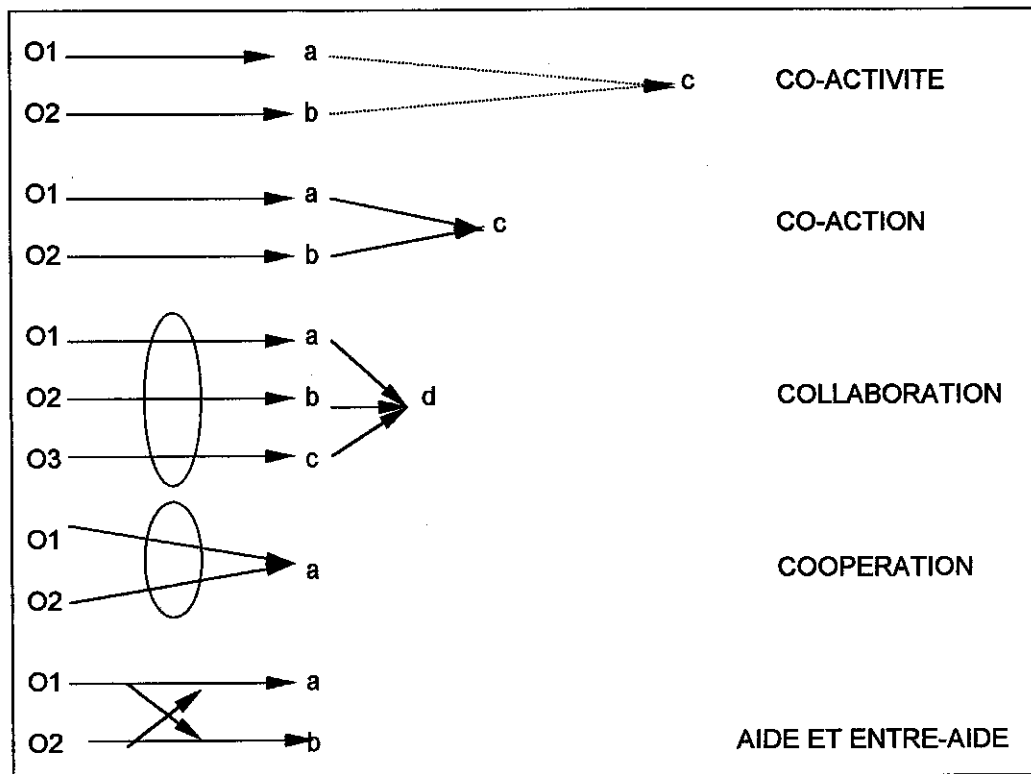 O1 a
c CO-ACTIVITE
O2 b
O1 a
c CO-ACTION
O2 b
O1 a
O2 b d COLLABORATION
O3 c
O1
a COOPERATION
O2
O1 a
O2 b AIDE ET ENTRE-AIDE